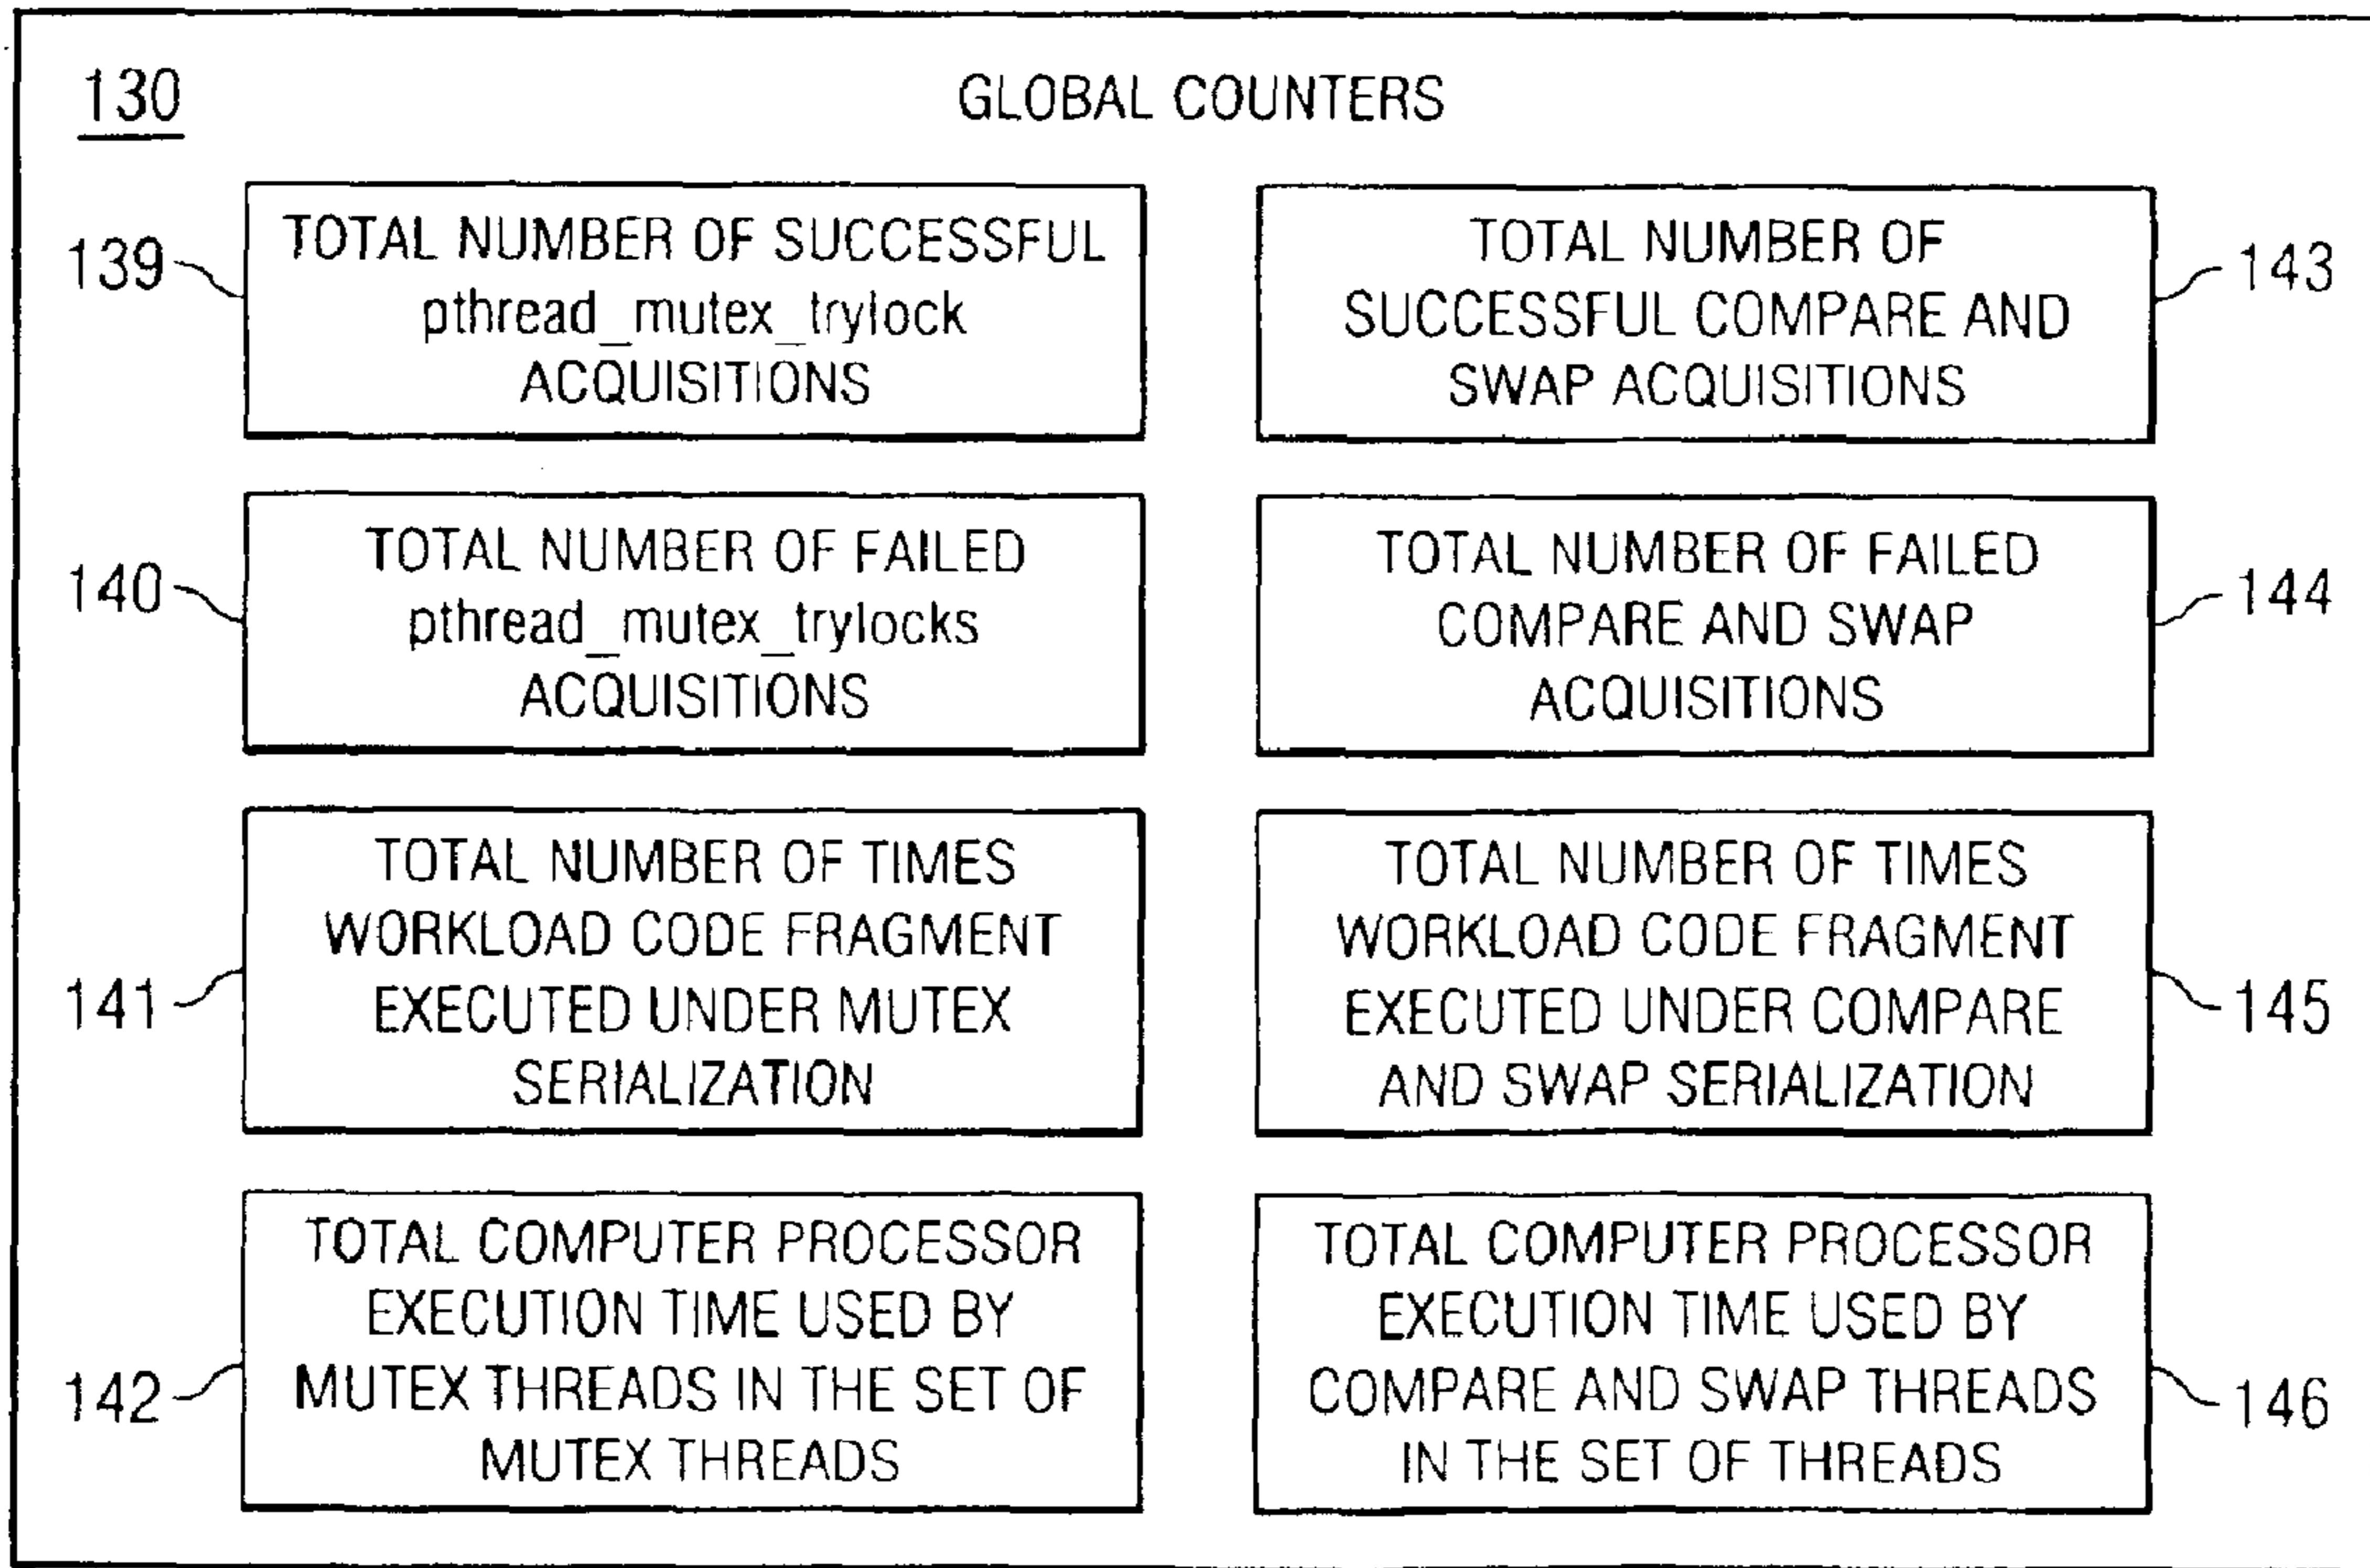 130
GLOBAL COUNTERS
139
TOTAL NUMBER OF SUCCESSFUL
pthread_mutex_trylock
ACQUISITIONS
TOTAL NUMBER OF
SUCCESSFUL COMPARE AND
SWAP ACQUISITIONS
143
140
TOTAL NUMBER OF FAILED
pthread_mutex_trylocks
ACQUISITIONS
TOTAL NUMBER OF FAILED
COMPARE AND SWAP
ACQUISITIONS
144
141
TOTAL NUMBER OF TIMES
WORKLOAD CODE FRAGMENT
EXECUTED UNDER MUTEX
SERIALIZATION
TOTAL NUMBER OF TIMES
WORKLOAD CODE FRAGMENT
EXECUTED UNDER COMPARE
AND SWAP SERIALIZATION
145
142
TOTAL COMPUTER PROCESSOR
EXECUTION TIME USED BY
MUTEX THREADS IN THE SET OF
MUTEX THREADS
TOTAL COMPUTER PROCESSOR
EXECUTION TIME USED BY
COMPARE AND SWAP THREADS
IN THE SET OF THREADS
146